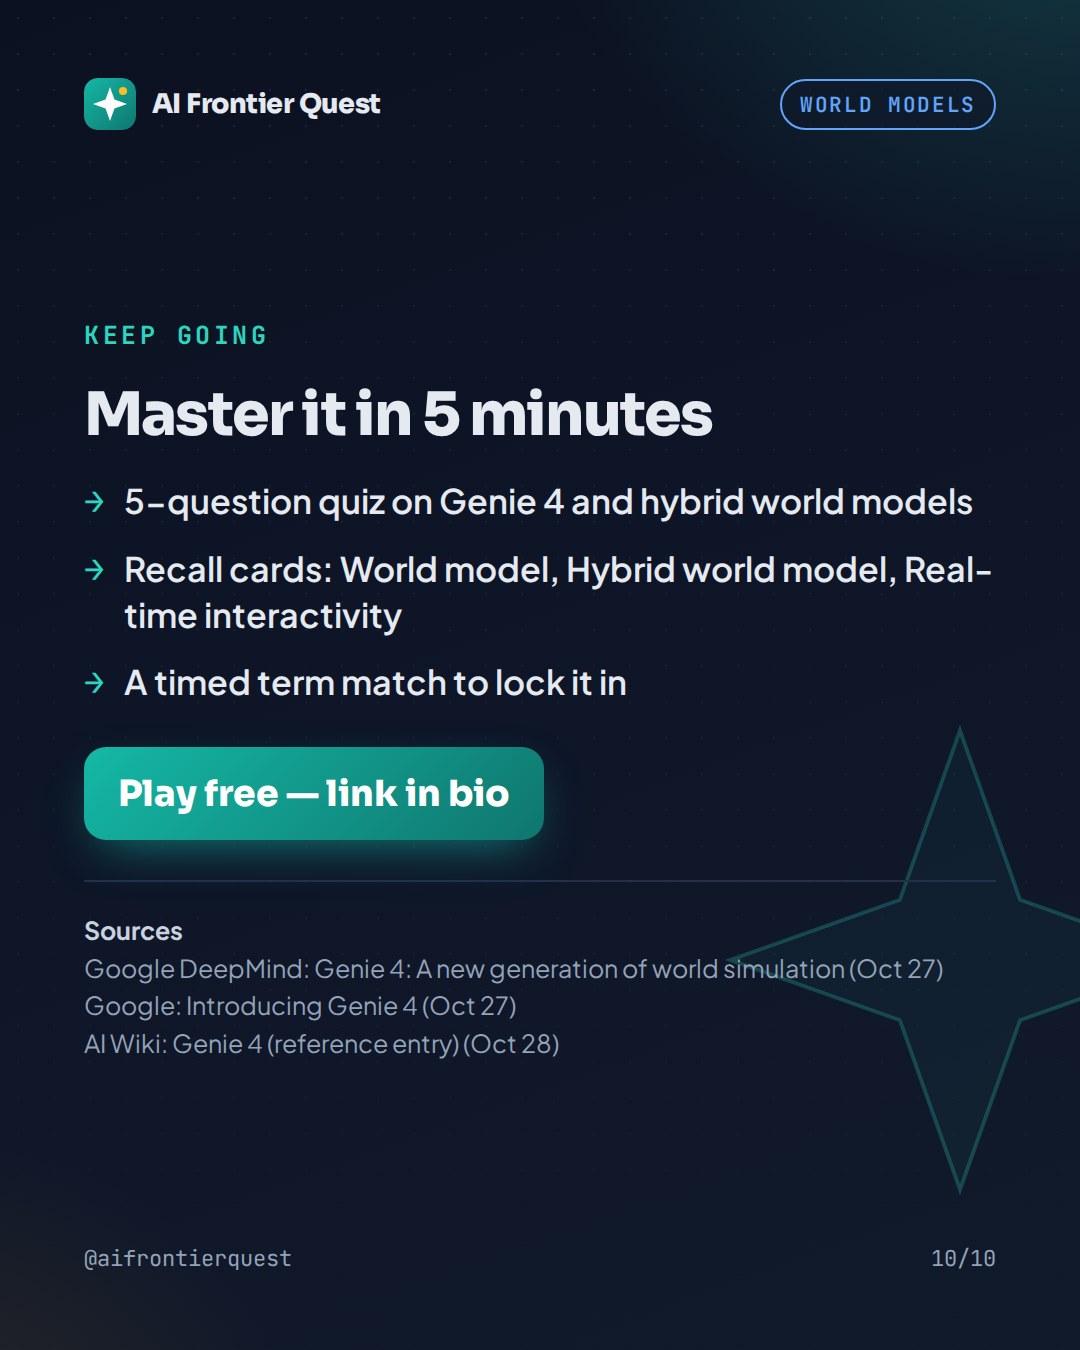 AI Frontier Quest
WORLD MODELS
KEEP GOING
Master it in 5 minutes
→ 5-question quiz on Genie 4 and hybrid world models
→ Recall cards: World model, Hybrid world model, Real-
time interactivity
→ A timed term match to lock it in
Play free — link in bio
Sources
Google DeepMind: Genie 4: A new generation of world simulation (Oct 27)
Google: Introducing Genie 4 (Oct 27)
AI Wiki: Genie 4 (reference entry) (Oct 28)
@aifrontierquest
10/10